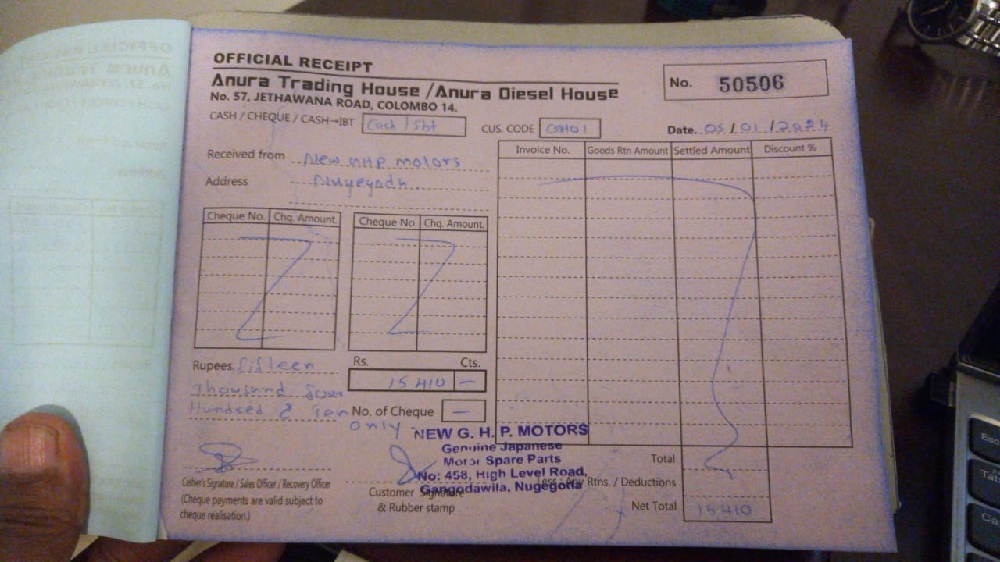 OFFICIAL RECEIPT
Anura Trading House /Anura Diesel House
No. 57, JETHAWANA ROAD, COLOMBO 14.
No. 50506
CASH / CHEQUE / CASH→IBT Cash / Ibt
CUS. CODE
Date. 05/01/2024
Received from New GHP motors
Address
Invoice No. Goods Rtn Amount Settled Amount Discount %
Cheque No. Chq. Amount.
Cheque No. Chq. Amount.
Rupees. fifteen
Thousand
Hundred & Ten
only
Rs. Cts.
15410 —
No. of Cheque —
NEW G. H. P. MOTORS
Genuine Japanese
Motor Spare Parts
No: 458, High Level Road,
Gangodawila, Nugegoda
Total
Rtns. / Deductions
Net Total 15410
Cashier's Signature / Sales Officer / Recovery Officer
(Cheque payments are valid subject to
cheque realisation.)
Customer Signature
& Rubber stamp